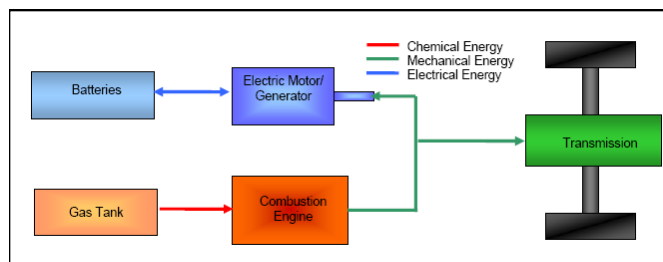 Chemical Energy
Mechanical Energy
Electrical Energy
Batteries
Electric Motor/
Generator
Transmission
Gas Tank
Combustion
Engine